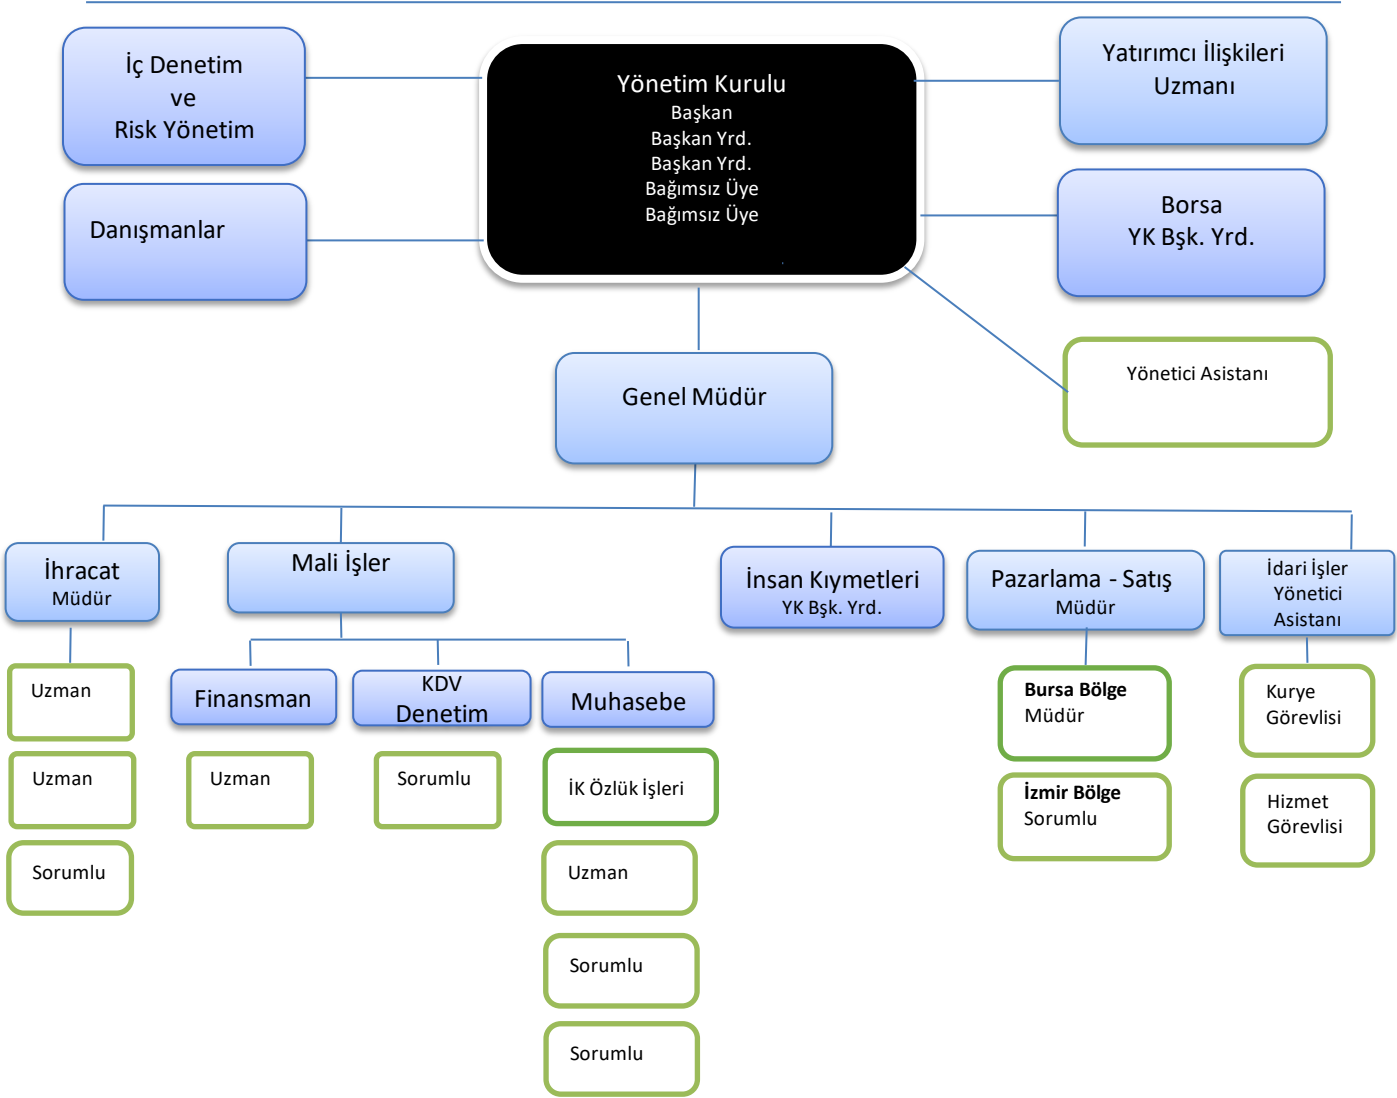 İç Denetim
ve
Risk Yönetim
Danışmanlar
Yönetim Kurulu
Başkan
Başkan Yrd.
Başkan Yrd.
Bağımsız Üye
Bağımsız Üye
Yatırımcı İlişkileri
Uzmanı
Borsa
YK Bşk. Yrd.
Yönetici Asistanı
Genel Müdür
İhracat
Müdür
Uzman
Uzman
Sorumlu
Mali İşler
Finansman
Uzman
KDV
Denetim
Sorumlu
Muhasebe
İK Özlük İşleri
Uzman
Sorumlu
Sorumlu
İnsan Kıymetleri
YK Bşk. Yrd.
Pazarlama - Satış
Müdür
Bursa Bölge
Müdür
İzmir Bölge
Sorumlu
İdari İşler
Yönetici
Asistanı
Kurye
Görevlisi
Hizmet
Görevlisi